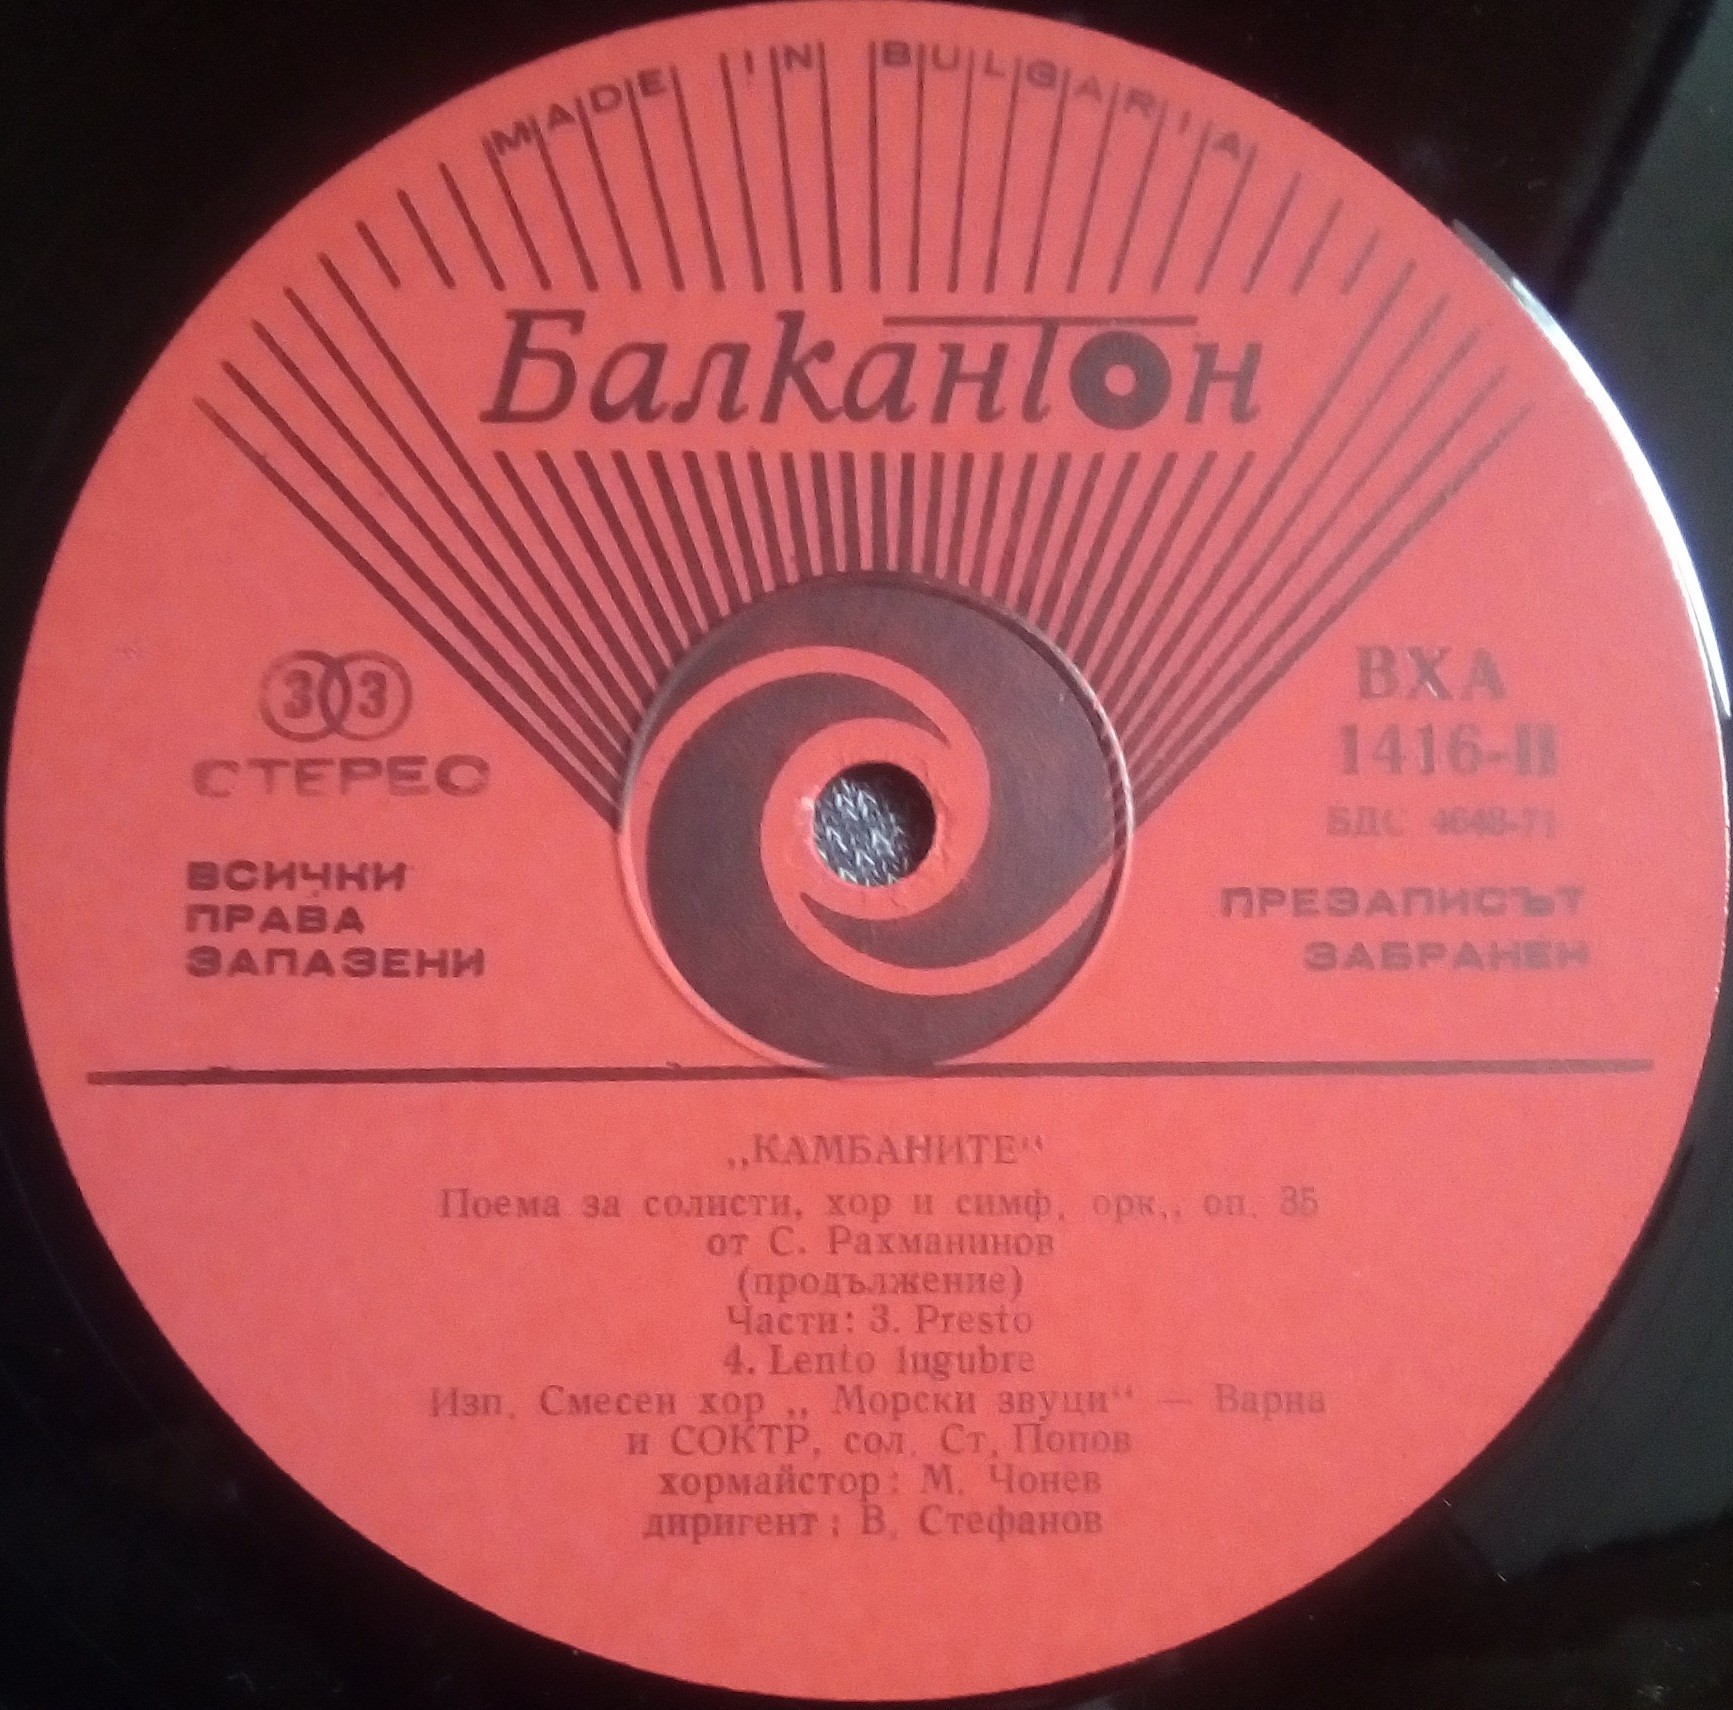 MADE IN BULGARIA
Балкантон
33
СТЕРЕО
ВСИЧКИ
ПРАВА
ЗАПАЗЕНИ
ВХА
1416-II
БДС 4648-71
ПРЕЗАПИСЪТ
ЗАБРАНЕН
„КАМБАНИТЕ“
Поема за солисти, хор и симф. орк., оп. 35
от С. Рахманинов
(продължение)
Части: 3. Presto
4. Lento lugubre
Изп. Смесен хор „ Морски звуци“ — Варна
и СОКТР, сол. Ст. Попов
хормайстор: М. Чонев
диригент: В. Стефанов